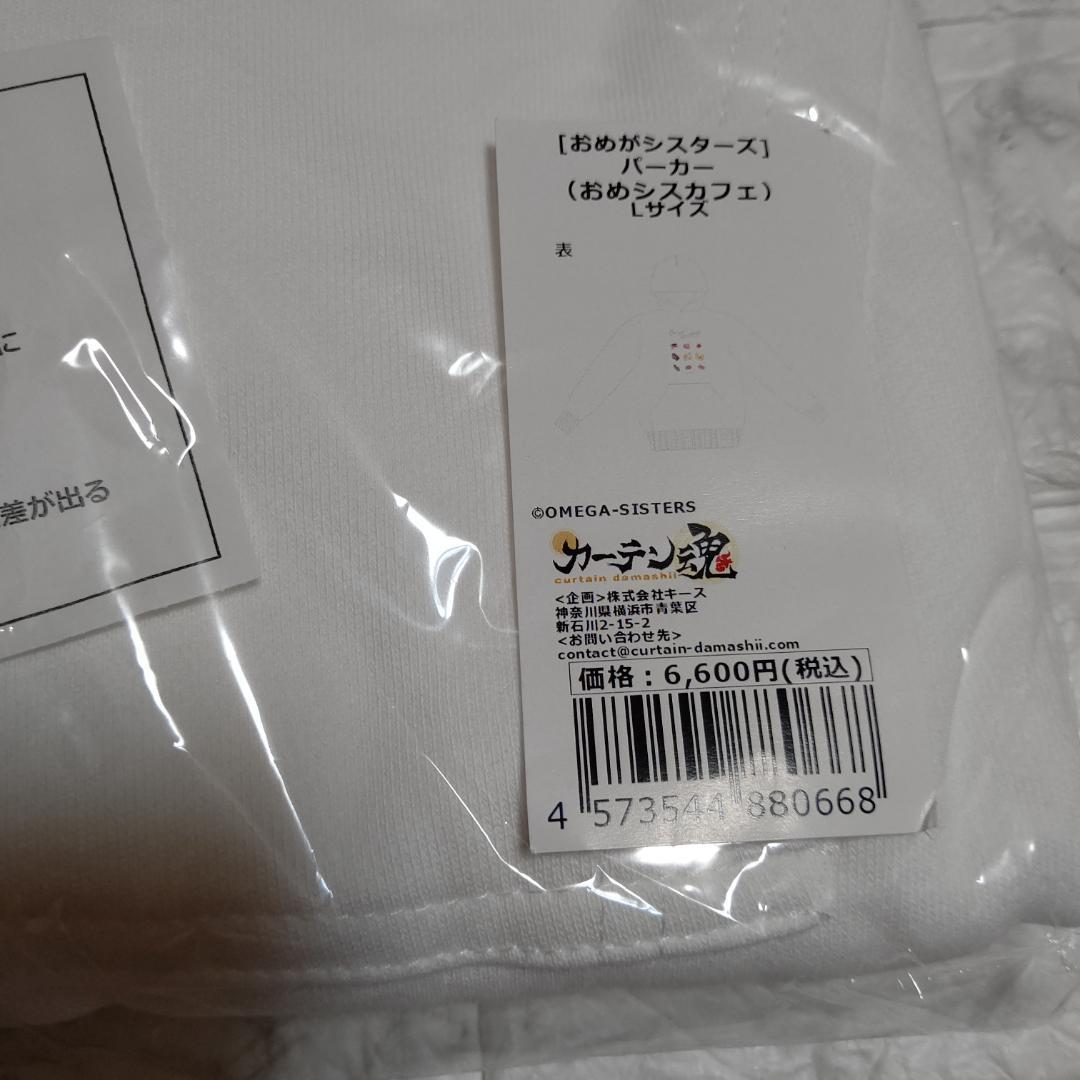 に
差が出る
[おめがシスターズ]
パーカー
(おめシスカフェ)
Lサイズ
表
©OMEGA-SISTERS
カーテン魂
curtain damashii
<企画>株式会社キース
神奈川県横浜市青葉区
新石川2-15-2
<お問い合わせ先>
contact@curtain-damashii.com
価格:6,600円(税込)
4 573544 880668